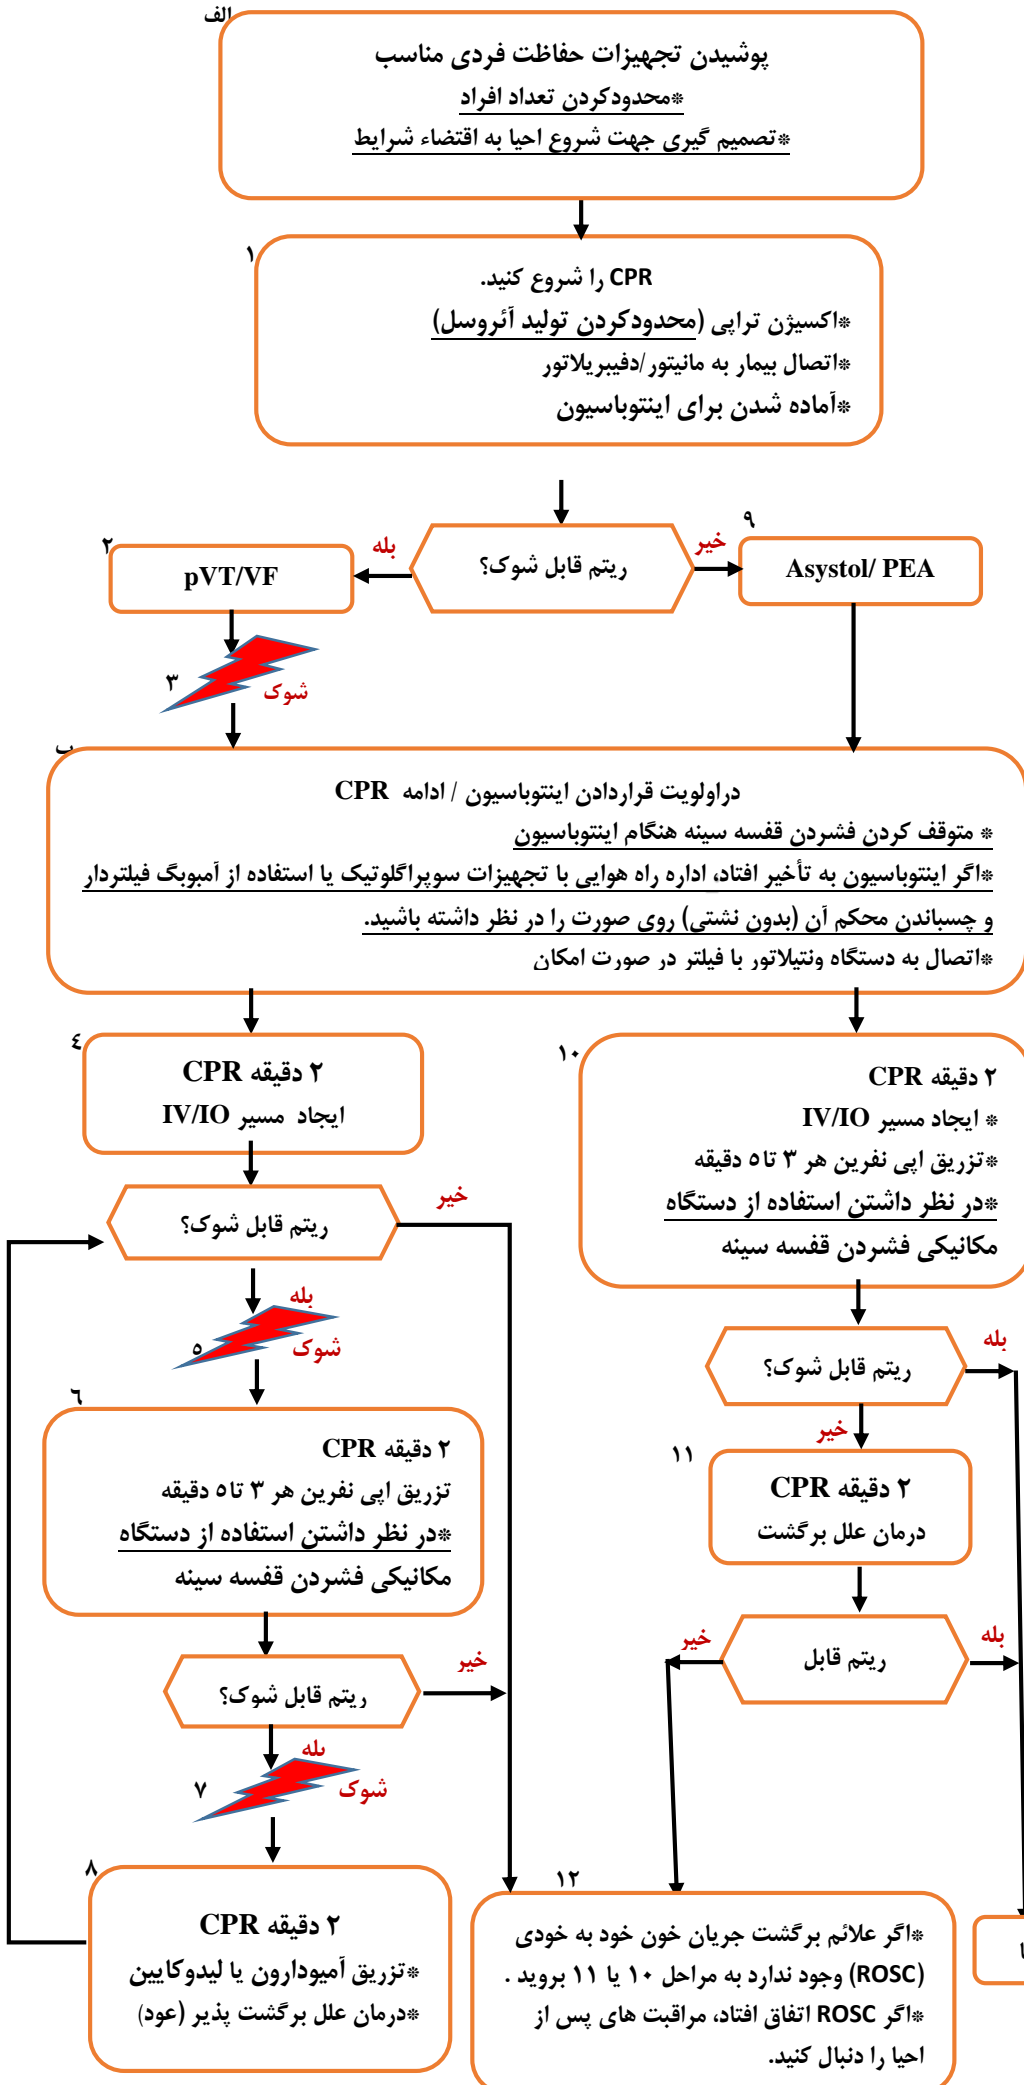 الف
پوشیدن تجهیزات حفاظت فردی مناسب
*محدودکردن تعداد افراد
*تصمیم گیری جهت شروع احیا به اقتضاء شرایط
۱
CPR را شروع کنید.
*اکسیژن تراپی (محدودکردن تولید آئروسل)
*اتصال بیمار به مانیتور/دفیبریلاتور
*آماده شدن برای اینتوباسیون
ریتم قابل شوک؟
خیر
بله
۹
Asystol/ PEA
۲
pVT/VF
۳
شوک
ب
دراولویت قراردادن اینتوباسیون / ادامه CPR
* متوقف کردن فشردن قفسه سینه هنگام اینتوباسیون
*اگر اینتوباسیون به تأخیر افتاد، اداره راه هوایی با تجهیزات سوپراگلوتیک یا استفاده از آمبوبگ فیلتردار
و چسباندن محکم آن (بدون نشتی) روی صورت را در نظر داشته باشید.
*اتصال به دستگاه ونتیلاتور با فیلتر در صورت امکان
۱۰
۲ دقیقه CPR
* ایجاد مسیر IV/IO
*تزریق اپی نفرین هر ۳ تا ۵ دقیقه
*در نظر داشتن استفاده از دستگاه
مکانیکی فشردن قفسه سینه
ریتم قابل شوک؟
بله
خیر
۱۱
۲ دقیقه CPR
درمان علل برگشت
ریتم قابل
بله
خیر
۴
۲ دقیقه CPR
ایجاد مسیر IV/IO
ریتم قابل شوک؟
خیر
بله
۵
شوک
۶
۲ دقیقه CPR
تزریق اپی نفرین هر ۳ تا ۵ دقیقه
*در نظر داشتن استفاده از دستگاه
مکانیکی فشردن قفسه سینه
ریتم قابل شوک؟
خیر
بله
۷
شوک
۸
۲ دقیقه CPR
*تزریق آمیودارون یا لیدوکایین
*درمان علل برگشت پذیر (عود)
۱۲
*اگر علائم برگشت جریان خون خود به خودی
(ROSC) وجود ندارد به مراحل ۱۰ یا ۱۱ بروید .
*اگر ROSC اتفاق افتاد، مراقبت های پس از
احیا را دنبال کنید.